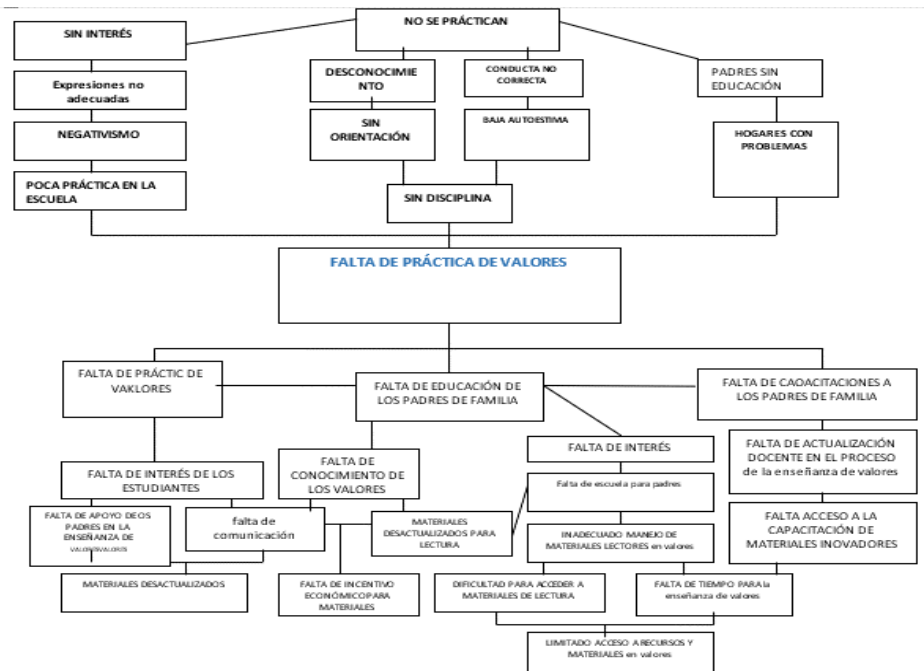 NO SE PRÁCTICAN
SIN INTERÉS
Expresiones no
adecuadas
NEGATIVISMO
POCA PRÁCTICA EN LA
ESCUELA
DESCONOCIMIE
NTO
SIN
ORIENTACIÓN
CONDUCTA NO
CORRECTA
BAJA AUTOESTIMA
SIN DISCIPLINA
PADRES SIN
EDUCACIÓN
HOGARES CON
PROBLEMAS
FALTA DE PRÁCTICA DE VALORES
FALTA DE PRÁCTIC DE
VAKLORES
FALTA DE EDUCACIÓN DE
LOS PADRES DE FAMILIA
FALTA DE CAOACITACIONES A
LOS PADRES DE FAMILIA
FALTA DE INTERÉS DE LOS
ESTUDIANTES
FALTA DE
CONOCIMIENTO DE
LOS VALORES
FALTA DE INTERÉS
FALTA DE ACTUALIZACIÓN
DOCENTE EN EL PROCESO
de la enseñanza de valores
FALTA DE APOYO DE OS
PADRES EN LA
ENSEÑANZA DE
VALORESVALORES
falta de
comunicación
MATERIALES
DESACTUALIZADOS PARA
LECTURA
Falta de escuela para padres
INADECUADO MANEJO DE
MATERIALES LECTORES en valores
FALTA ACCESO A LA
CAPACITACIÓN DE
MATERIALES INOVADORES
MATERIALES DESACTUALIZADOS
FALTA DE INCENTIVO
ECONÓMICO PARA
MATERIALES
DIFICULTAD PARA ACCEDER A
MATERIALES DE LECTURA
FALTA DE TIEMPO PARA la
enseñanza de valores
LIMITADO ACCESO A RECURSOS Y
MATERIALES en valores